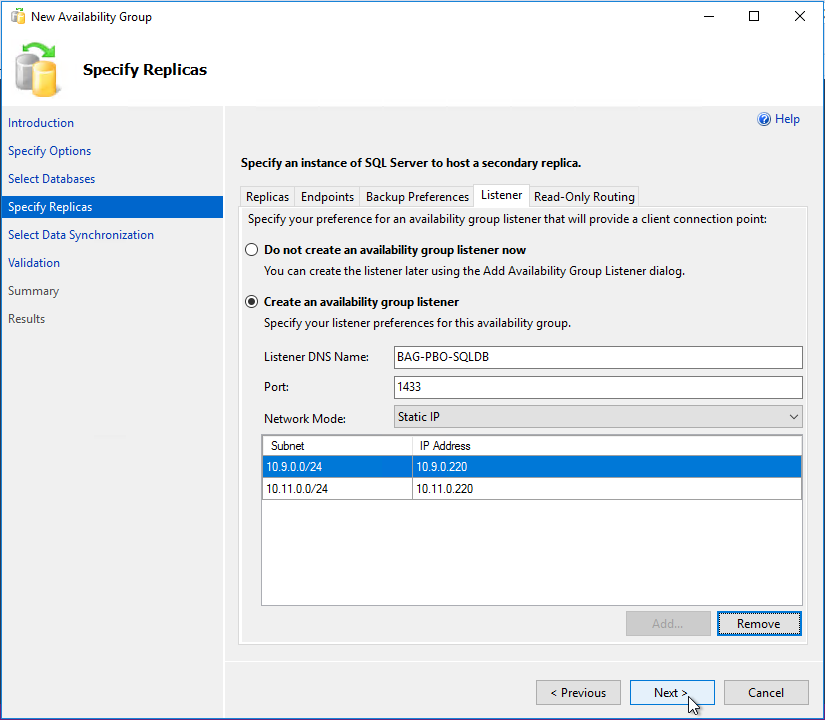 New Availability Group
Specify Replicas
Introduction
Specify Options
Select Databases
Specify Replicas
Select Data Synchronization
Validation
Summary
Results
Help
Specify an instance of SQL Server to host a secondary replica.
Replicas Endpoints Backup Preferences Listener Read-Only Routing
Specify your preference for an availability group listener that will provide a client connection point:
Do not create an availability group listener now
You can create the listener later using the Add Availability Group Listener dialog.
Create an availability group listener
Specify your listener preferences for this availability group.
Listener DNS Name: BAG-PBO-SQLDB
Port: 1433
Network Mode: Static IP
Subnet IP Address
10.9.0.0/24 10.9.0.220
10.11.0.0/24 10.11.0.220
Add... Remove
< Previous Next > Cancel